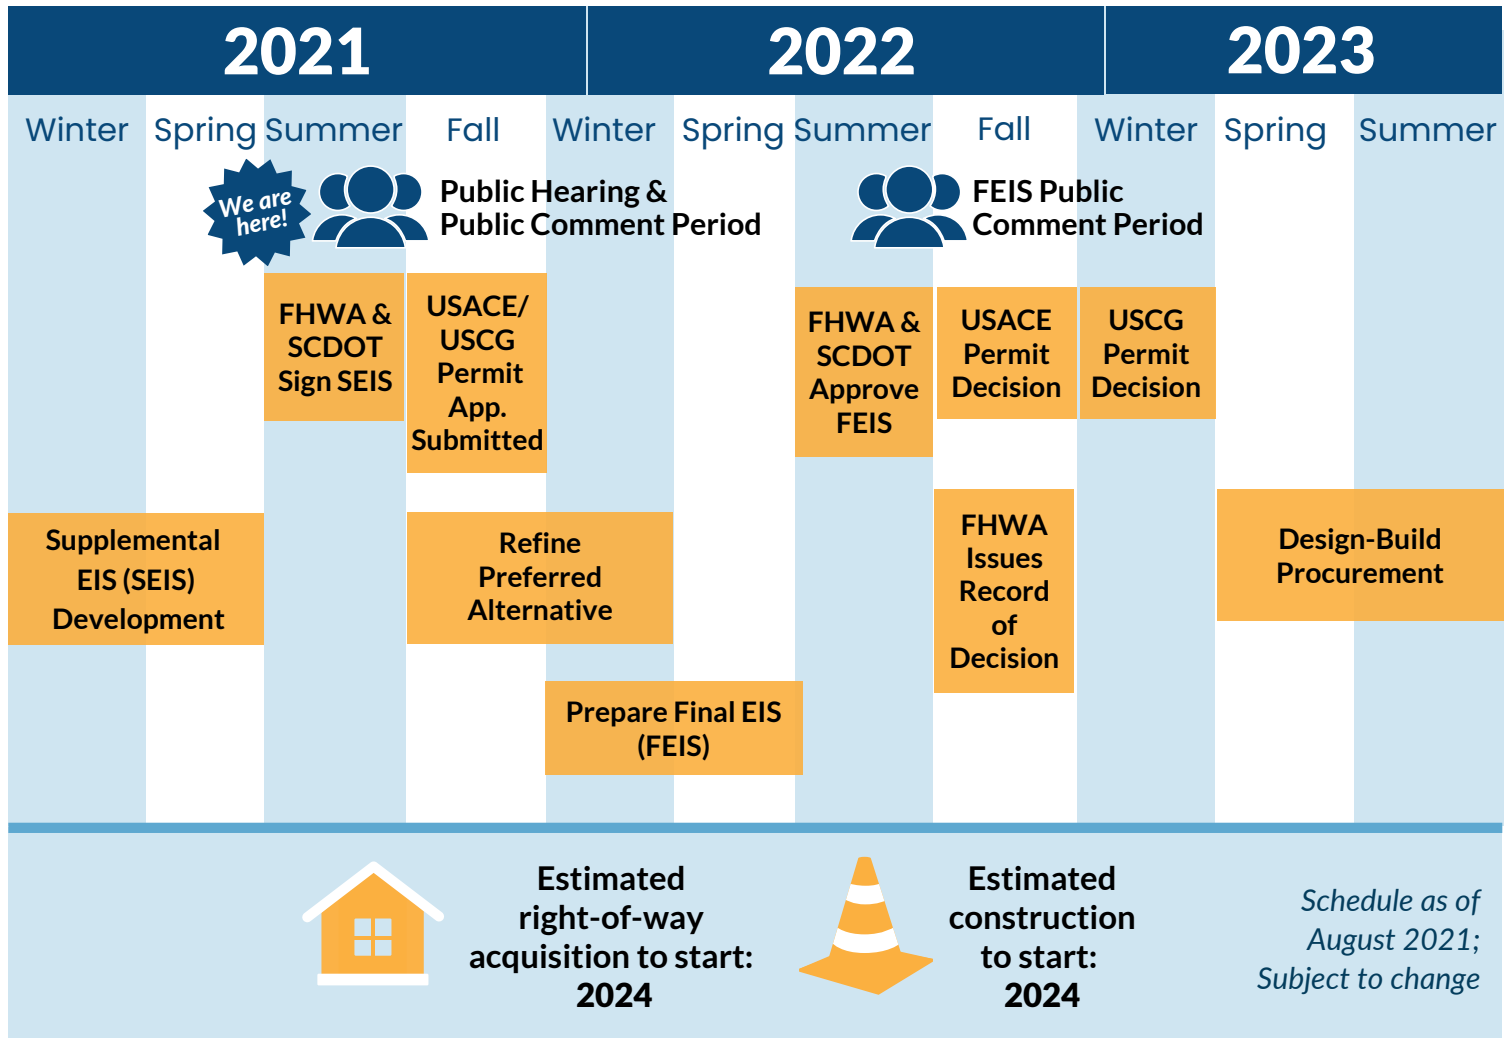 2021 2022 2023
Winter Spring Summer Fall Winter Spring Summer Fall Winter Spring Summer
We are
here!
Public Hearing &
Public Comment Period
FEIS Public
Comment Period
FHWA &
SCDOT
Sign SEIS
USACE/
USCG
Permit
App.
Submitted
FHWA &
SCDOT
Approve
FEIS
USACE
Permit
Decision
USCG
Permit
Decision
Supplemental
EIS (SEIS)
Development
Refine
Preferred
Alternative
FHWA
Issues
Record
of
Decision
Design-Build
Procurement
Prepare Final EIS
(FEIS)
Estimated
right-of-way
acquisition to start:
2024
Estimated
construction
to start:
2024
Schedule as of
August 2021;
Subject to change